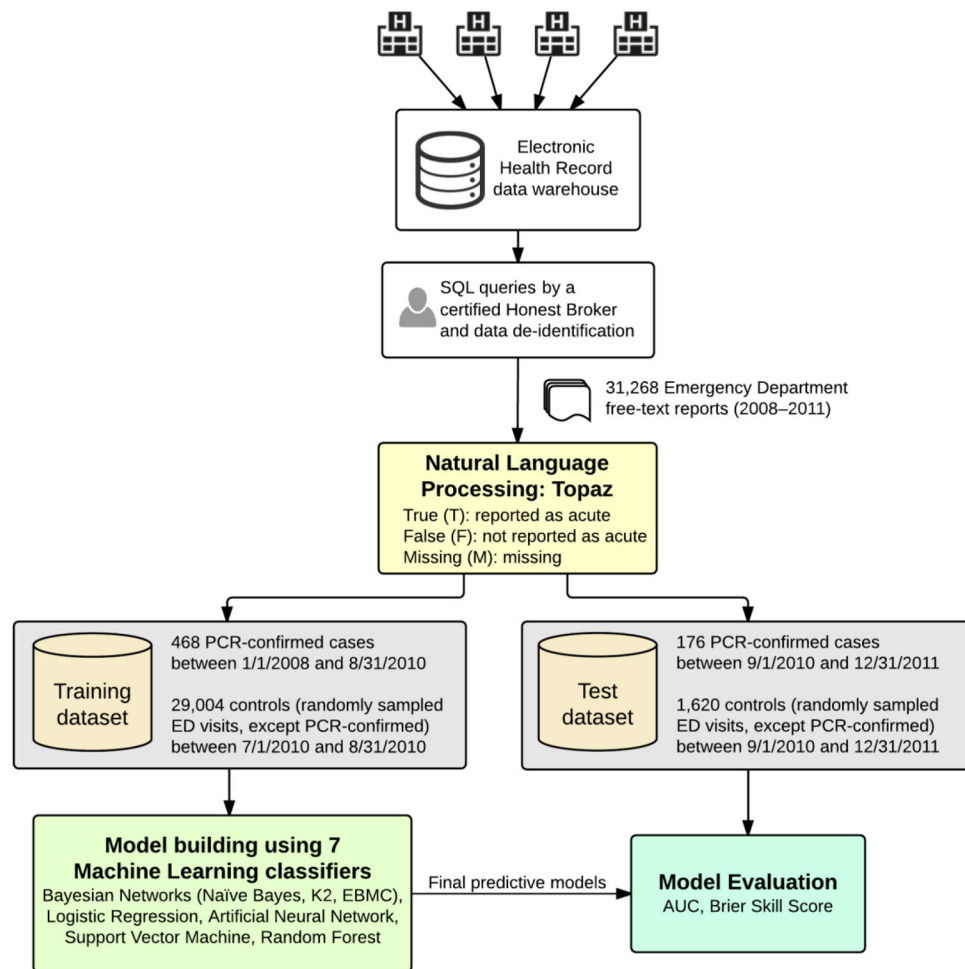 H H H H
Electronic
Health Record
data warehouse
SQL queries by a
certified Honest Broker
and data de-identification
31,268 Emergency Department
free-text reports (2008–2011)
Natural Language
Processing: Topaz
True (T): reported as acute
False (F): not reported as acute
Missing (M): missing
Training
dataset
468 PCR-confirmed cases
between 1/1/2008 and 8/31/2010
29,004 controls (randomly sampled
ED visits, except PCR-confirmed)
between 7/1/2010 and 8/31/2010
Test
dataset
176 PCR-confirmed cases
between 9/1/2010 and 12/31/2011
1,620 controls (randomly sampled
ED visits, except PCR-confirmed)
between 9/1/2010 and 12/31/2011
Model building using 7
Machine Learning classifiers
Bayesian Networks (Naïve Bayes, K2, EBMC),
Logistic Regression, Artificial Neural Network,
Support Vector Machine, Random Forest
Final predictive models
Model Evaluation
AUC, Brier Skill Score